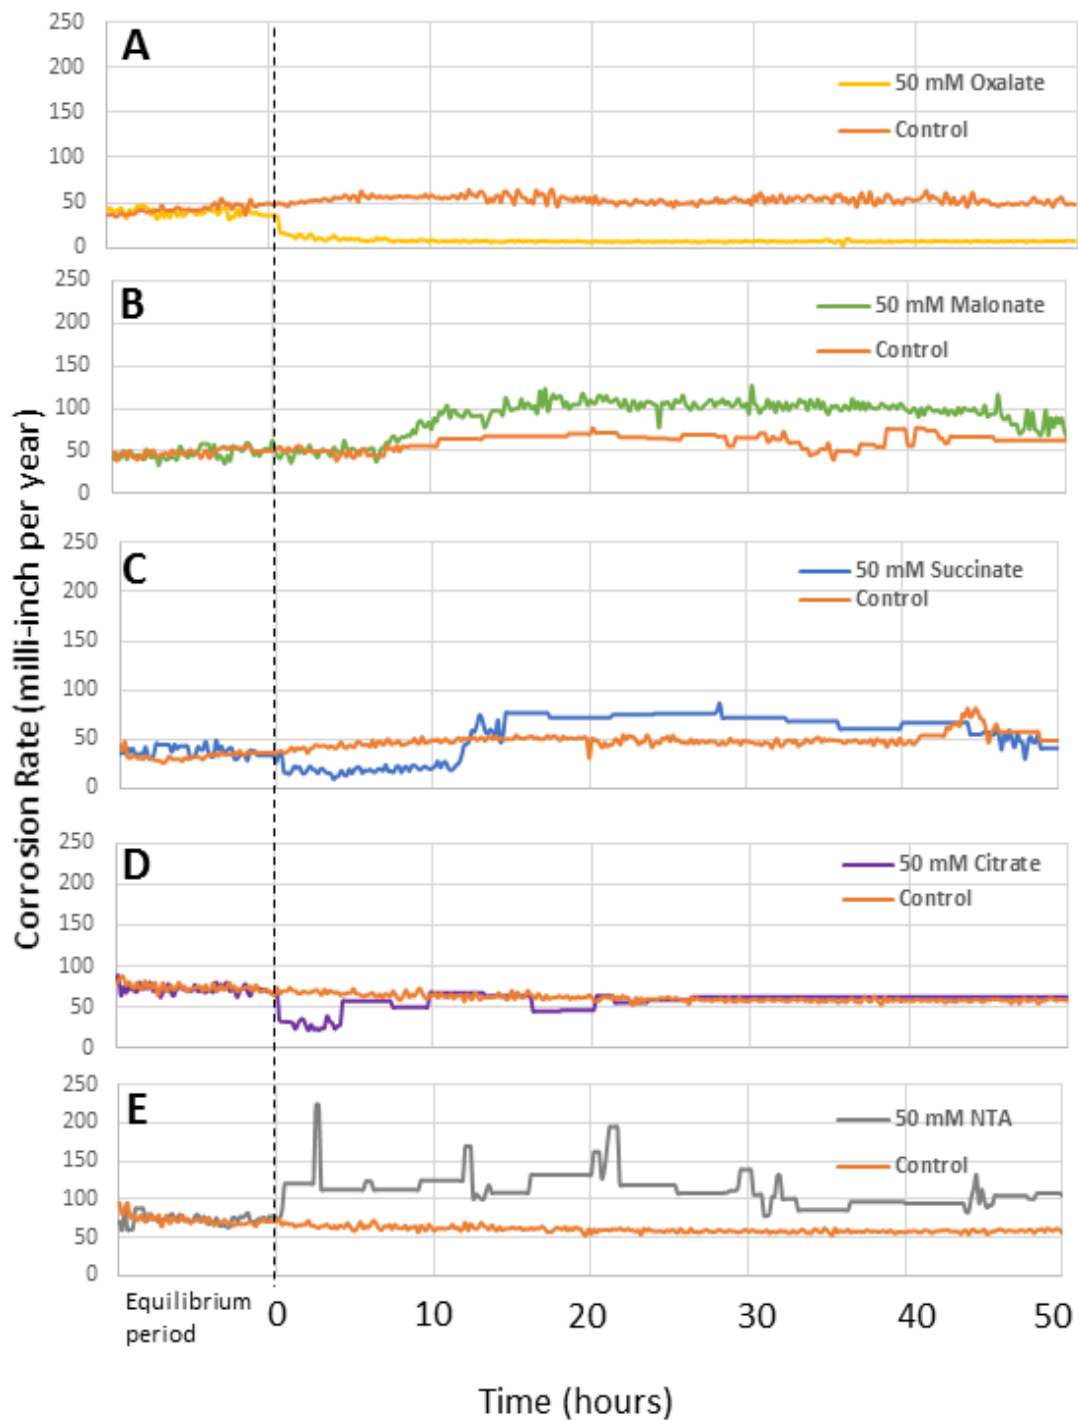 A
250
200
150
100
50
0
50 mM Oxalate
Control
B
250
200
150
100
50
0
50 mM Malonate
Control
C
250
200
150
100
50
0
50 mM Succinate
Control
D
250
200
150
100
50
0
50 mM Citrate
Control
E
250
200
150
100
50
0
50 mM NTA
Control
Corrosion Rate (milli-inch per year)
Equilibrium
period
0 10 20 30 40 50
Time (hours)